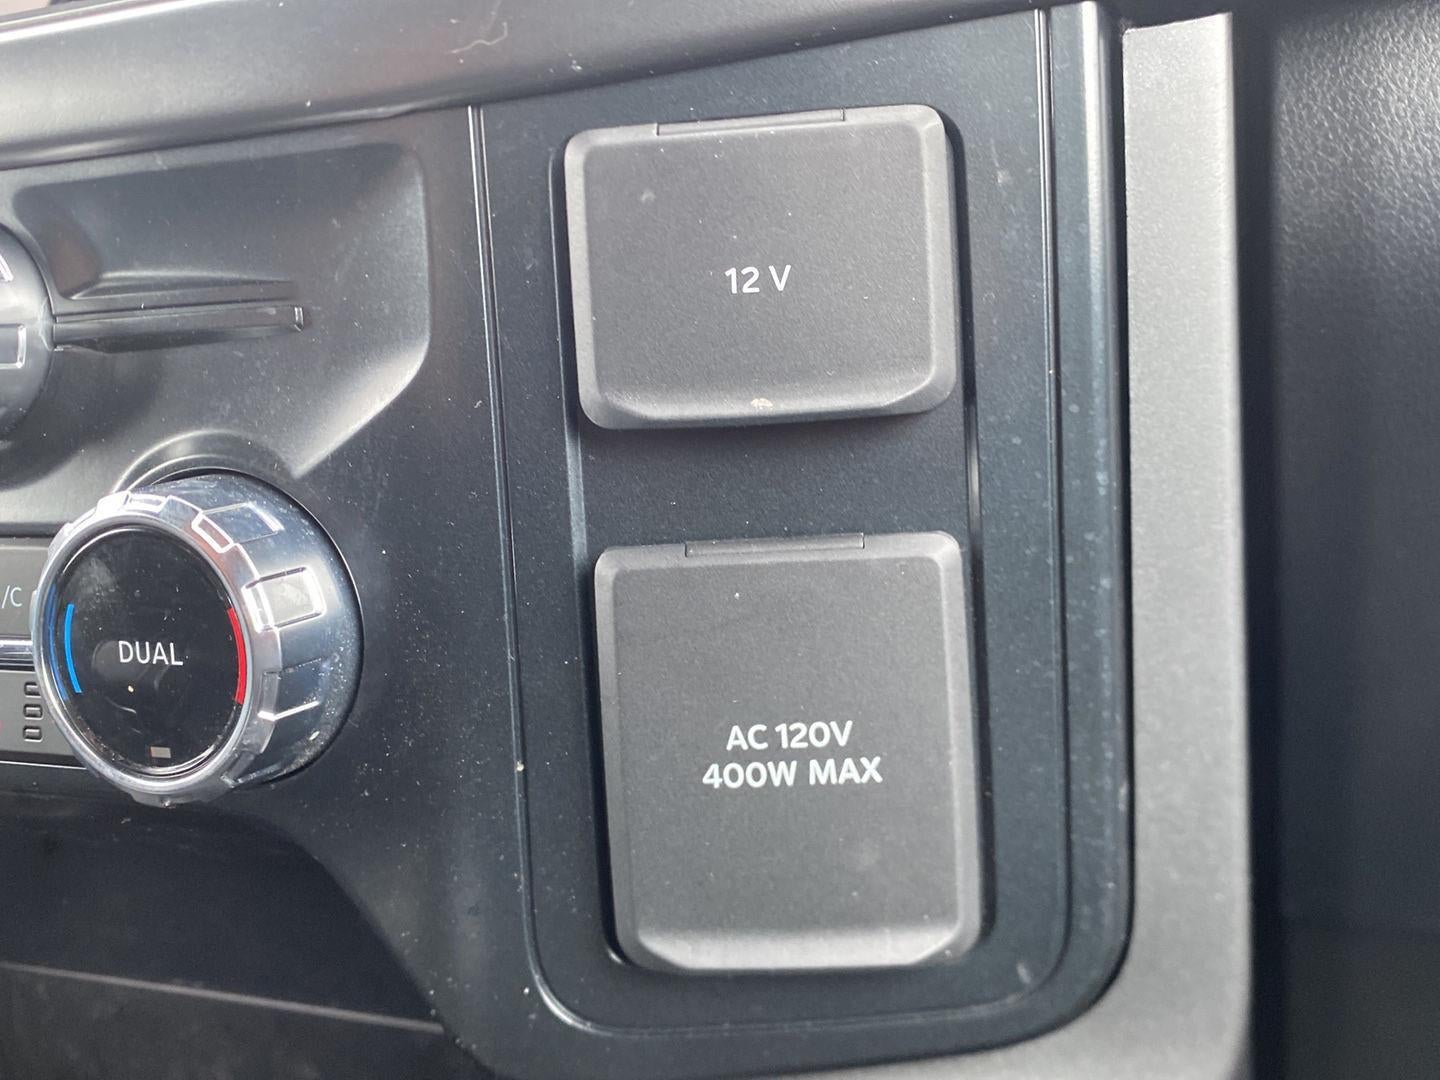 12 V
/C
DUAL
AC 120V
400W MAX